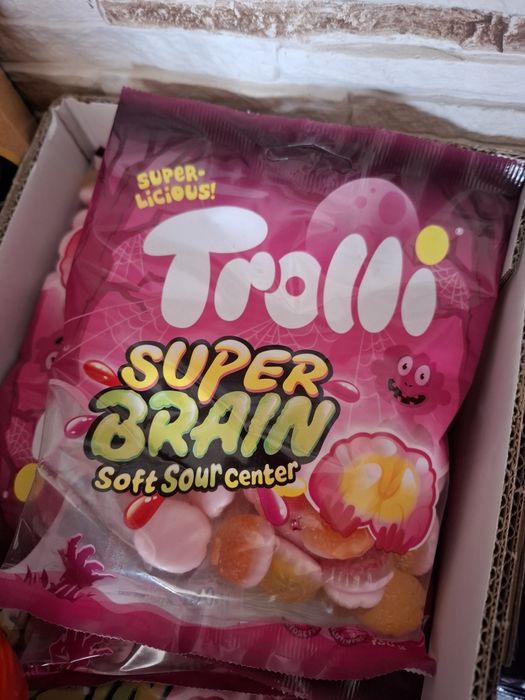 SUPER-
LICIOUS!
Trolli
®
SUPER
BRAIN
Soft Sour Center